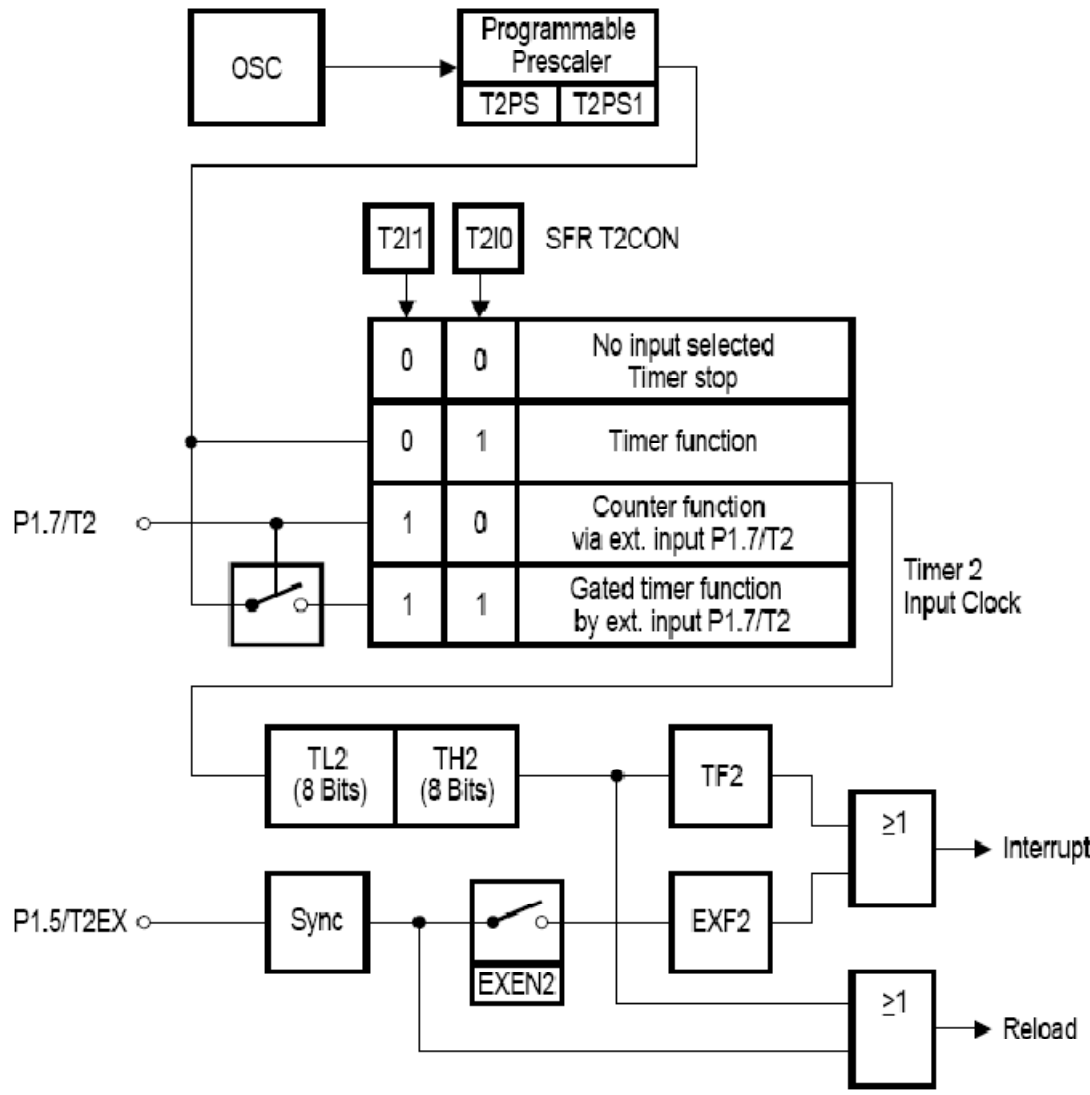 OSC
Programmable
Prescaler
T2PS T2PS1
T2I1 T2I0 SFR T2CON
0 0 No input selected
Timer stop
0 1 Timer function
P1.7/T2
1 0 Counter function
via ext. input P1.7/T2
1 1 Gated timer function
by ext. input P1.7/T2
Timer 2
Input Clock
TL2
(8 Bits)
TH2
(8 Bits)
TF2
≥1
Interrupt
P1.5/T2EX
Sync
EXEN2
EXF2
≥1
Reload